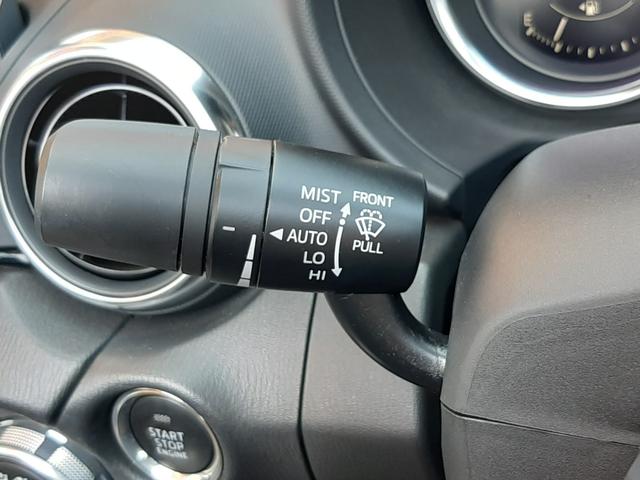 MIST FRONT
OFF
AUTO
PULL
LO
HI
START
STOP
ENGINE